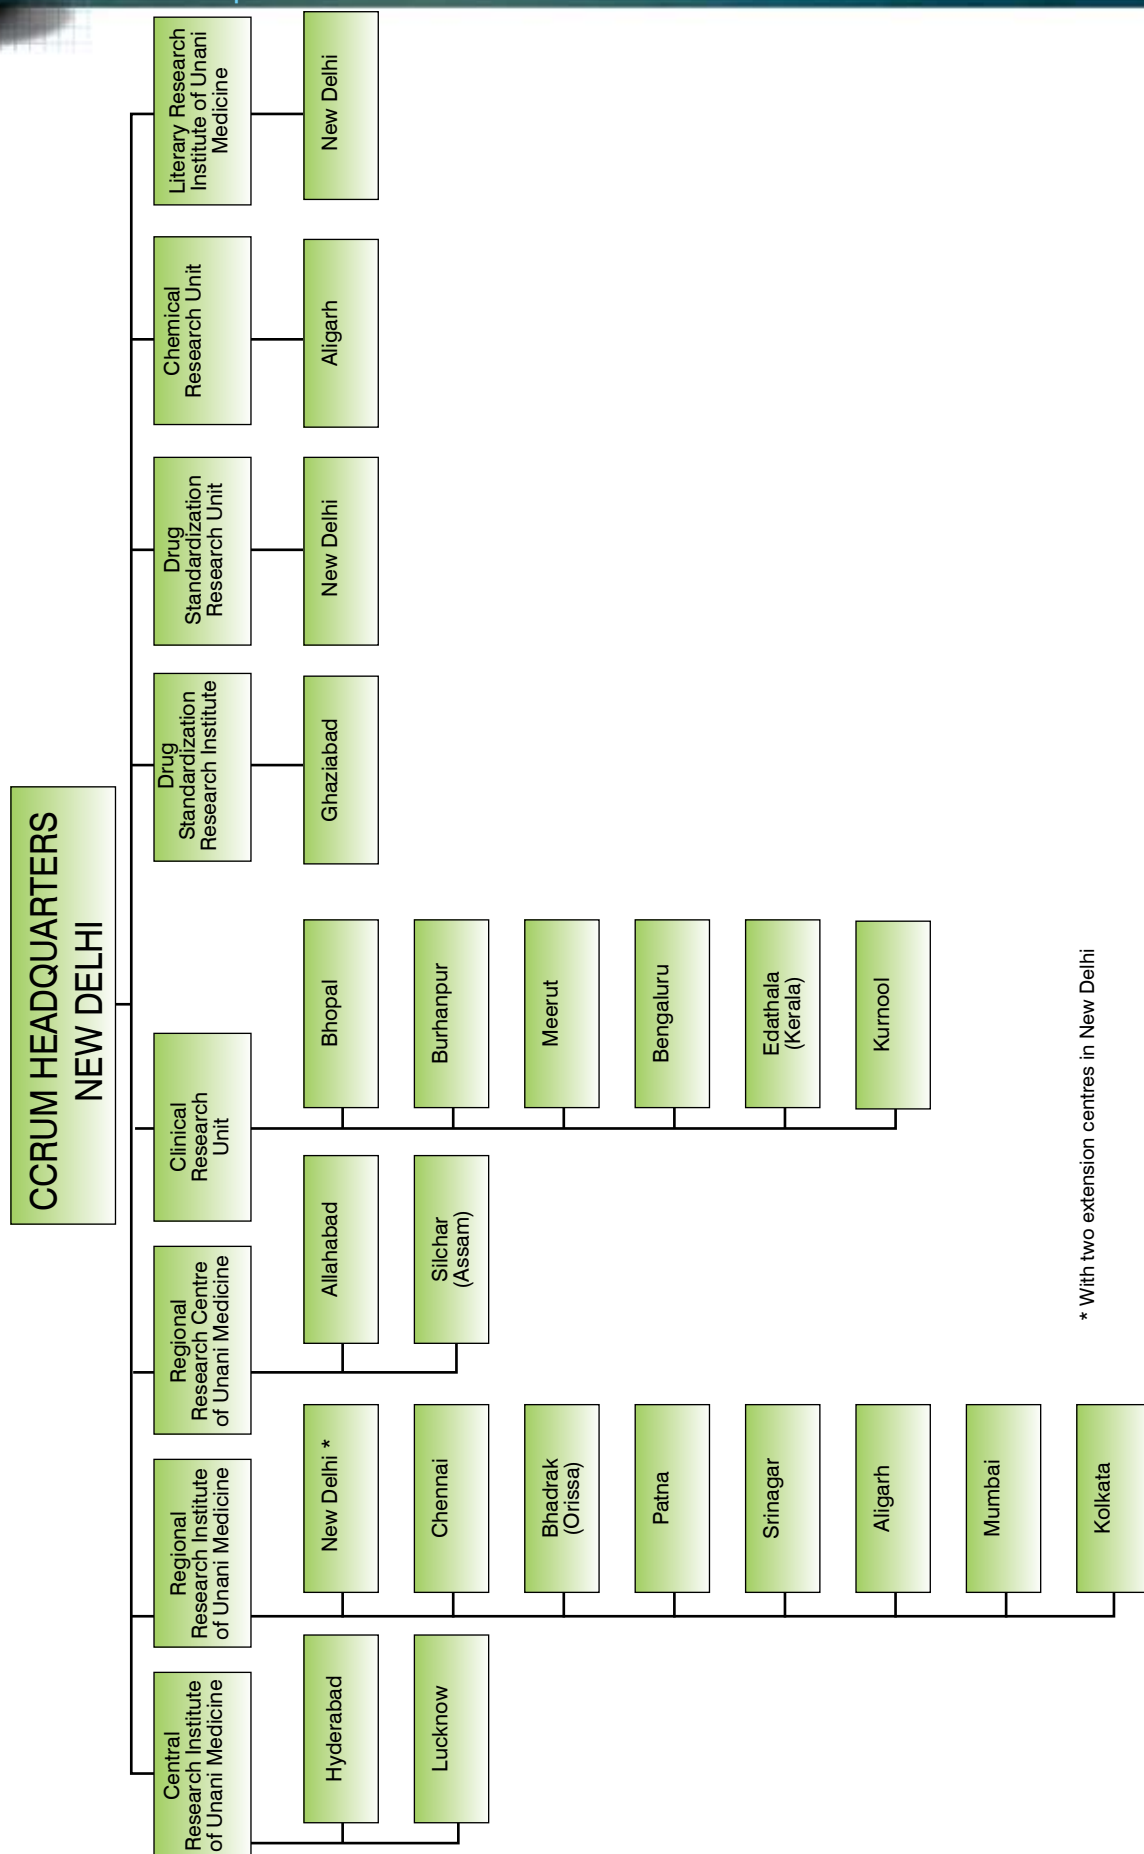 CCRUM HEADQUARTERS
NEW DELHI
Central
Research Institute
of Unani Medicine
Hyderabad
Lucknow
Regional
Research Institute
of Unani Medicine
New Delhi *
Chennai
Bhadrak
(Orissa)
Patna
Srinagar
Aligarh
Mumbai
Kolkata
Regional
Research Centre
of Unani Medicine
Allahabad
Silchar
(Assam)
Clinical
Research
Unit
Bhopal
Burhanpur
Meerut
Bengaluru
Edathala
(Kerala)
Kurnool
Drug
Standardization
Research Institute
Ghaziabad
Drug
Standardization
Research Unit
New Delhi
Chemical
Research Unit
Aligarh
Literary Research
Institute of Unani
Medicine
New Delhi
* With two extension centres in New Delhi